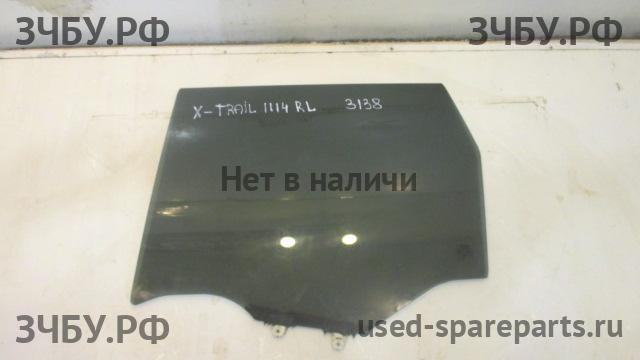 ЗЧБУ.РФ ЗЧБУ.РФ
X-TRAIL 1114 RL 3138
Нет в наличи
ЗЧБУ.РФ used-spareparts.ru